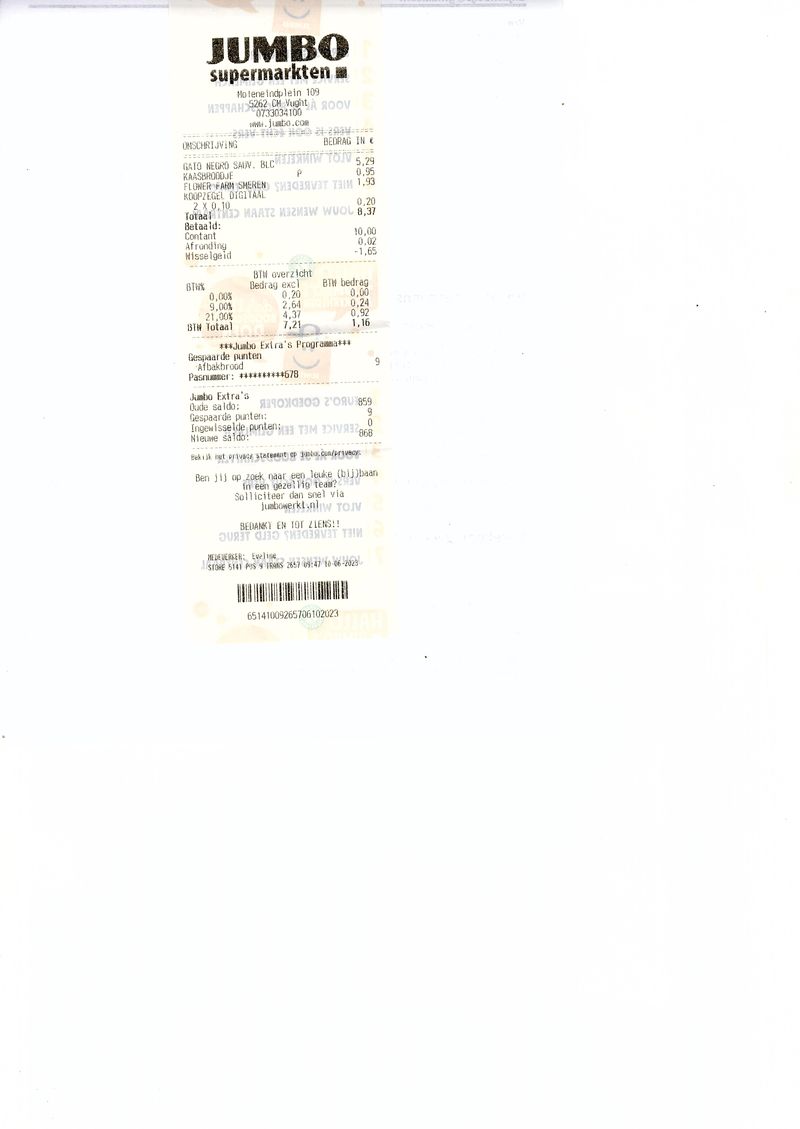 JUMBO
supermarkten
Moleneindplein 109
5262 CM Vught
0733034100
www.jumbo.com
OMSCHRIJVING BEDRAG IN €
GATO NEGRO SAUV. BLC 5,29
KAASBROODJE P 0,95
FLOWER FARM SMEREN 1,93
KOOPZEGEL DIGITAAL
2 X 0,10 0,20
Totaal 8,37
Betaald:
Contant 10,00
Afronding 0,02
Wisselgeld -1,65
BTW overzicht
BTW% Bedrag excl BTW bedrag
0,00% 0,20 0,00
9,00% 2,64 0,24
21,00% 4,37 0,92
BTW Totaal 7,21 1,16
***Jumbo Extra's Programma***
Gespaarde punten
Afbakbrood 9
Pasnummer: **********678
Jumbo Extra's
Oude saldo: 859
Gespaarde punten: 9
Ingewisselde punten: 0
Nieuwe saldo: 868
Bekijk het privacy statement op jumbo.com/privacy.
Ben jij op zoek naar een leuke (bij)baan
in een gezellig team?
Solliciteer dan snel via
jumbowerkt.nl
BEDANKT EN TOT ZIENS!!
MEDEWERKER: Eveline
STORE 5141 POS 9 TRANS 2657 09:47 10-06-2023
65141009265706102023